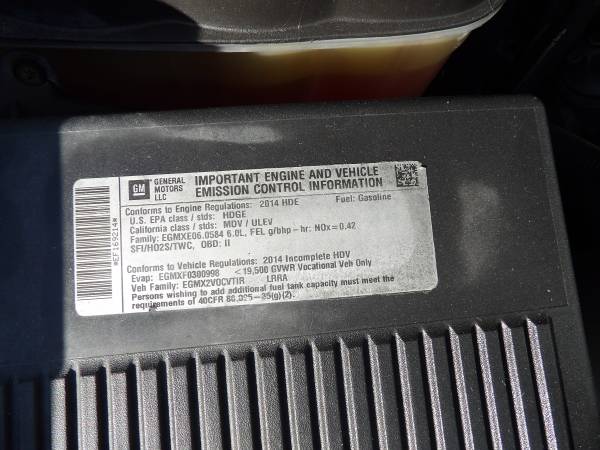 GM
GENERAL MOTORS LLC
IMPORTANT ENGINE AND VEHICLE
EMISSION CONTROL INFORMATION
Conforms to Engine Regulations: 2014 HDE Fuel: Gasoline
U.S. EPA class / stds: HDGE
California class / stds: MDV / ULEV
Family: EGMXE06.0584 6.0L, FEL g/bhp - hr: NOx = 0.42
SFI/HO2S/TWC, OBD: II
Conforms to Vehicle Regulations: 2014 Incomplete HDV
Evap: EGMXF0380998 <19,500 GVWR Vocational Veh Only
Veh Family: EGMX2VOCVTIR LRRA
Persons wishing to add additional fuel tank capacity must meet the
requirements of 40CFR 86.085-35(g)(2).
*EF169214*